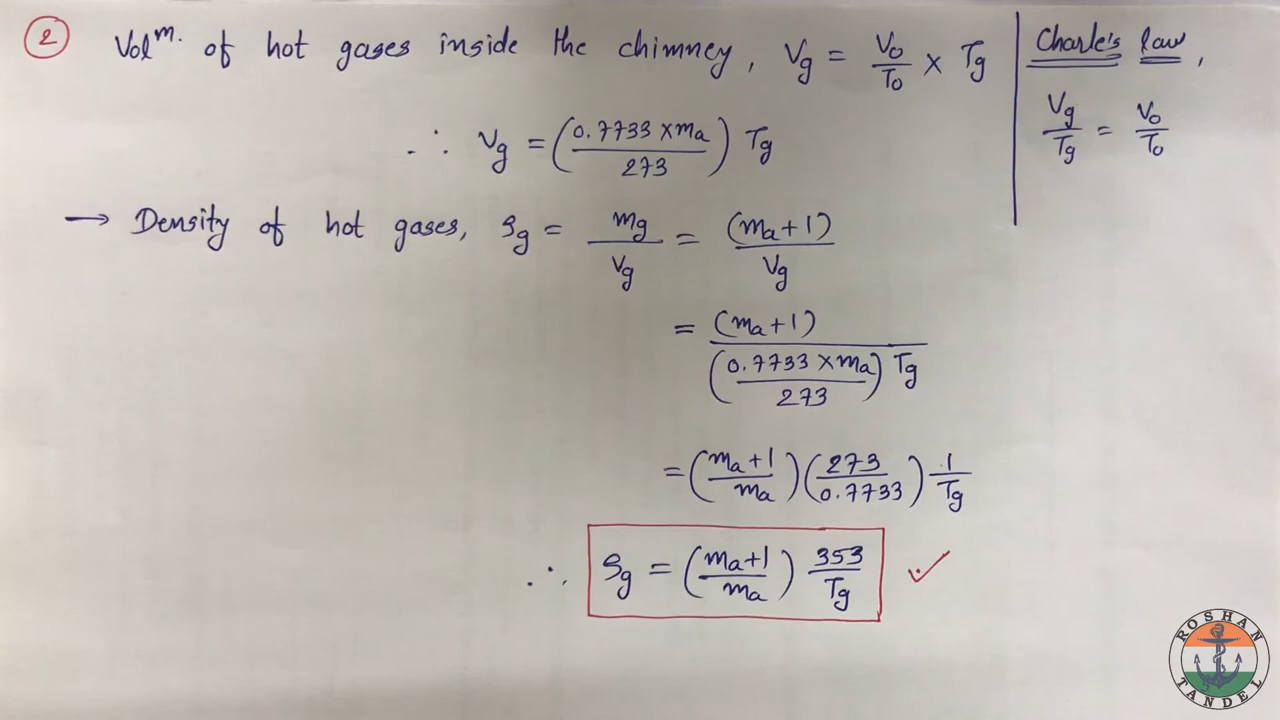 ② Vol^m. of hot gases inside the chimney, Vg = V₀/T₀ × Tg
Charle's law,
Vg/Tg = V₀/T₀
∴ Vg = (0.7733 × ma / 273) Tg
→ Density of hot gases, ρg = mg/Vg = (ma+1)/Vg
= (ma+1) / (0.7733 × ma / 273) Tg
= (ma+1 / ma) (273 / 0.7733) 1/Tg
∴ ρg = (ma+1 / ma) 353/Tg ✓
ROSHAN
TANDEL